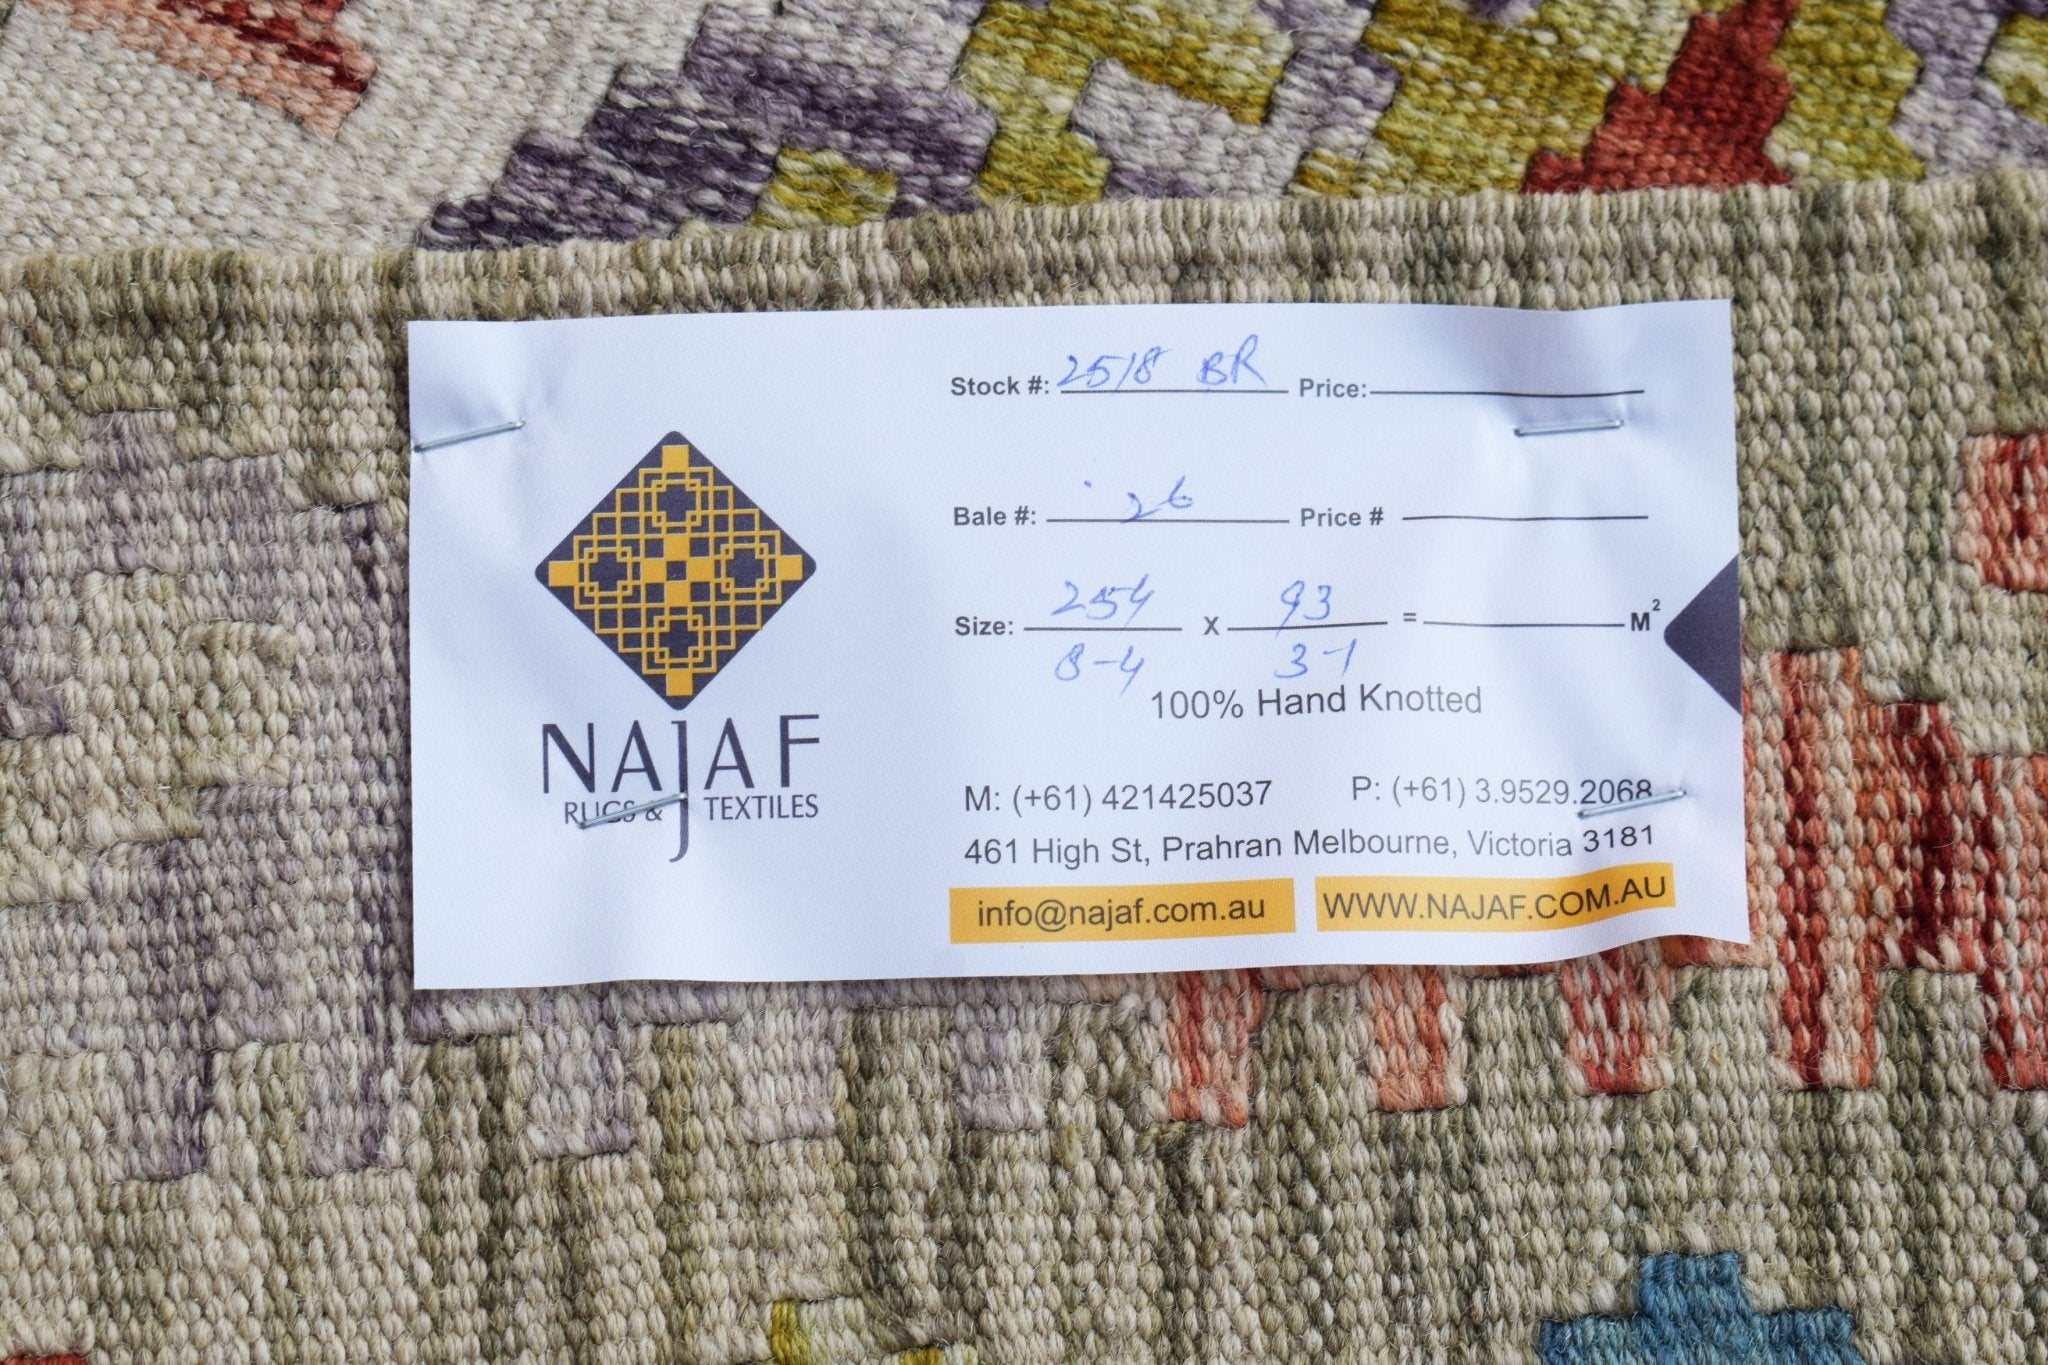 Stock #: 2518 BR Price:
Bale #: 26 Price #
Size: 254 X 93 = M²
8-4 3-1
100% Hand Knotted
NAJAF
RUGS & TEXTILES
M: (+61) 421425037 P: (+61) 3.9529.2068
461 High St, Prahran Melbourne, Victoria 3181
info@najaf.com.au WWW.NAJAF.COM.AU